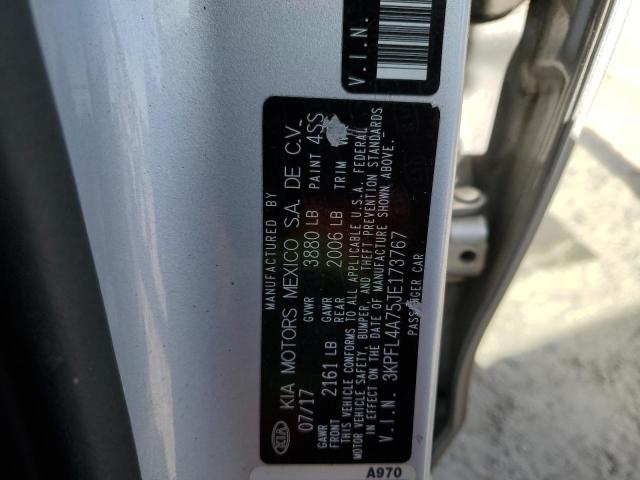 V.I.N.
MANUFACTURED BY
KIA KIA MOTORS MEXICO S.A. DE C.V.
07/17 GVWR 3880 LB PAINT 4SS
GAWR FRONT 2161 LB GAWR REAR 2006 LB TRIM
THIS VEHICLE CONFORMS TO ALL APPLICABLE U.S.A. FEDERAL
MOTOR VEHICLE SAFETY, BUMPER, AND THEFT PREVENTION STANDARDS
IN EFFECT ON THE DATE OF MANUFACTURE SHOWN ABOVE.
V.I.N. 3KPFL4A75JE173767
PASSENGER CAR
A970